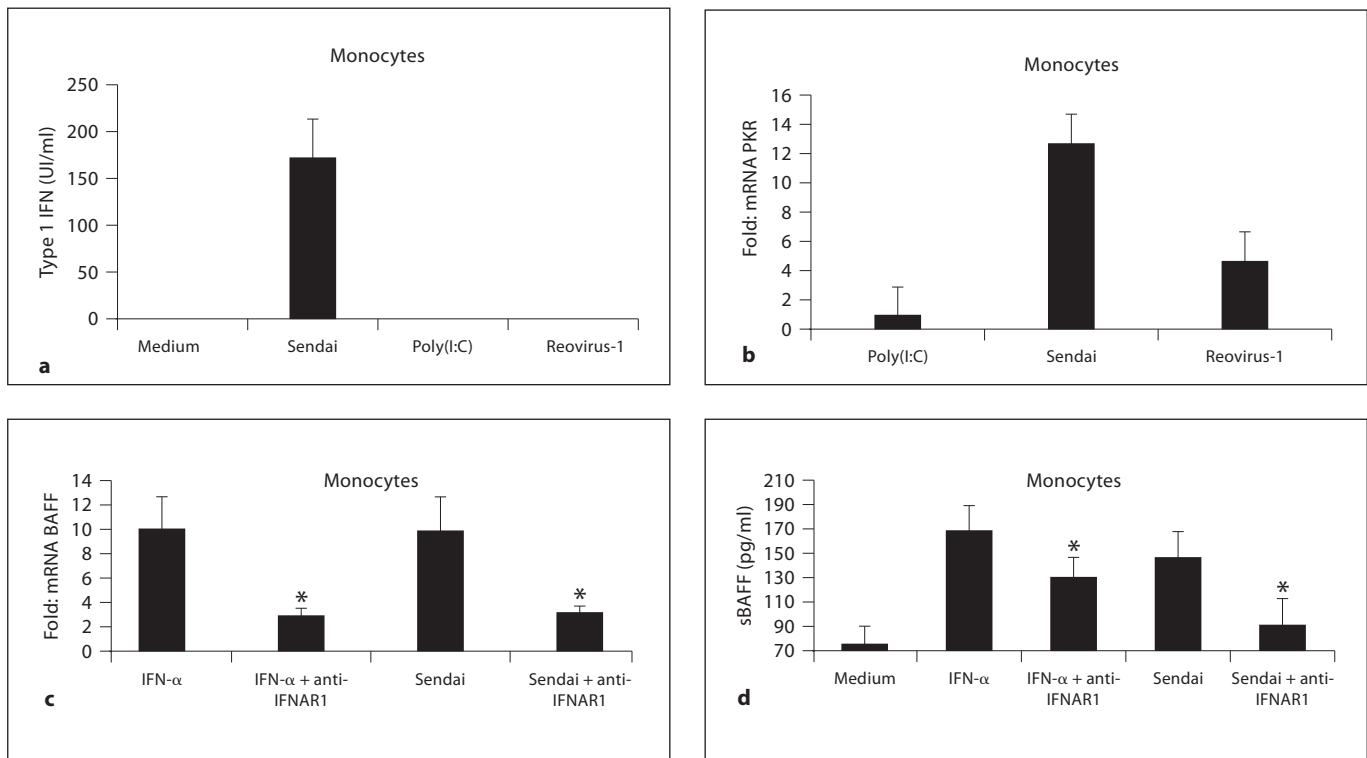 Monocytes
Type 1 IFN (UI/ml)
250
200
150
100
50
0
Medium
Sendai
Poly(I:C)
Reovirus-1
a
Monocytes
Fold: mRNA PKR
16
14
12
10
8
6
4
2
0
Poly(I:C)
Sendai
Reovirus-1
b
Monocytes
Fold: mRNA BAFF
14
12
10
8
6
4
2
0
*
*
IFN-α
IFN-α + anti-
IFNAR1
Sendai
Sendai + anti-
IFNAR1
c
Monocytes
sBAFF (pg/ml)
210
190
170
150
130
110
90
70
*
*
Medium
IFN-α
IFN-α + anti-
IFNAR1
Sendai
Sendai + anti-
IFNAR1
d